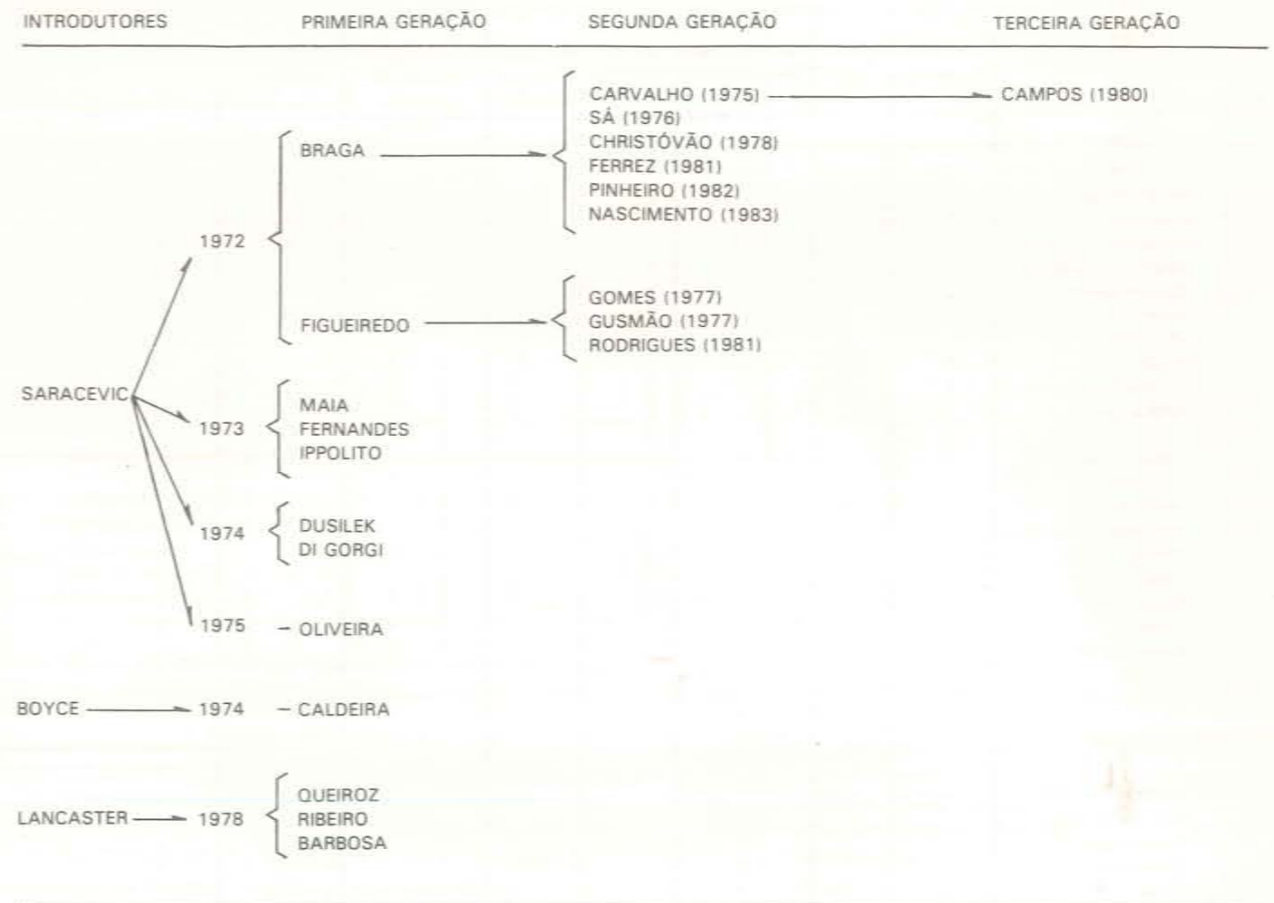 INTRODUTORES PRIMEIRA GERAÇÃO SEGUNDA GERAÇÃO TERCEIRA GERAÇÃO
CARVALHO (1975) CAMPOS (1980)
SÁ (1976)
CHRISTÓVÃO (1978)
BRAGA
FERREZ (1981)
PINHEIRO (1982)
NASCIMENTO (1983)
1972
GOMES (1977)
FIGUEIREDO GUSMÃO (1977)
RODRIGUES (1981)
SARACEVIC
MAIA
1973 FERNANDES
IPPOLITO
1974 DUSILEK
DI GORGI
1975 – OLIVEIRA
BOYCE 1974 – CALDEIRA
QUEIROZ
LANCASTER 1978 RIBEIRO
BARBOSA